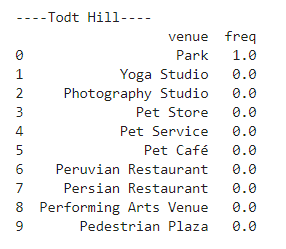 ----Todt Hill----
venue freq
0 Park 1.0
1 Yoga Studio 0.0
2 Photography Studio 0.0
3 Pet Store 0.0
4 Pet Service 0.0
5 Pet Café 0.0
6 Peruvian Restaurant 0.0
7 Persian Restaurant 0.0
8 Performing Arts Venue 0.0
9 Pedestrian Plaza 0.0